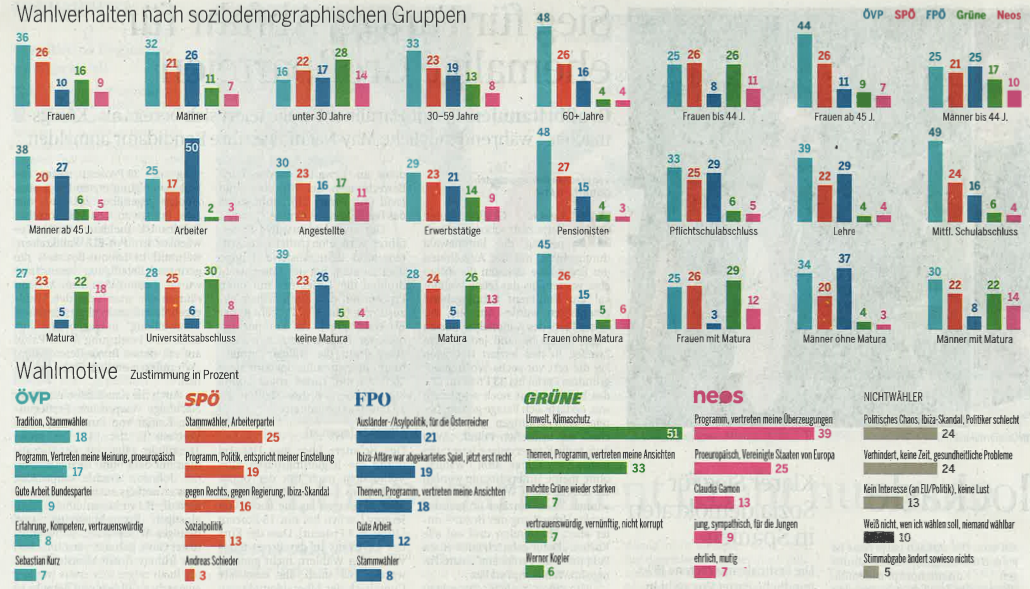 Wahlverhalten nach soziodemographischen Gruppen
ÖVP SPÖ FPÖ Grüne Neos
36 26 10 16 9
Frauen
32 21 26 11 7
Männer
16 22 17 28 14
unter 30 Jahre
33 23 19 13 8
30–59 Jahre
48 26 16 4 4
60+ Jahre
25 26 8 26 11
Frauen bis 44 J.
44 26 11 9 7
Frauen ab 45 J.
25 21 25 17 10
Männer bis 44 J.
38 20 27 6 5
Männer ab 45 J.
25 17 50 2 3
Arbeiter
30 23 16 17 11
Angestellte
29 23 21 14 9
Erwerbstätige
48 27 15 4 3
Pensionisten
33 25 29 6 5
Pflichtschulabschluss
39 22 29 4 4
Lehre
49 24 16 6 4
Mittl. Schulabschluss
27 23 5 22 18
Matura
28 25 6 30 8
Universitätsabschluss
39 23 26 5 4
keine Matura
28 24 5 26 13
Matura
45 26 15 5 6
Frauen ohne Matura
25 26 3 29 12
Frauen mit Matura
34 20 37 4 3
Männer ohne Matura
30 22 8 22 14
Männer mit Matura
Wahlmotive Zustimmung in Prozent
ÖVP
Tradition, Stammwähler
18
Programm, Vertreten meine Meinung, proeuropäisch
17
Gute Arbeit Bundespartei
9
Erfahrung, Kompetenz, vertrauenswürdig
8
Sebastian Kurz
7
SPÖ
Stammwähler, Arbeiterpartei
25
Programm, Politik, entspricht meiner Einstellung
19
gegen Rechts, gegen Regierung, Ibiza-Skandal
16
Sozialpolitik
13
Andreas Schieder
3
FPÖ
Ausländer-/Asylpolitik, für die Österreicher
21
Ibiza-Affäre war abgekartetes Spiel, jetzt erst recht
19
Themen, Programm, vertreten meine Ansichten
18
Gute Arbeit
12
Stammwähler
8
GRÜNE
Umwelt, Klimaschutz
51
Themen, Programm, vertreten meine Ansichten
33
möchte Grüne wieder stärken
7
vertrauenswürdig, vernünftig, nicht korrupt
7
Werner Kogler
6
neos
Programm, vertreten meine Überzeugungen
39
Proeuropäisch, Vereinigte Staaten von Europa
25
Claudia Gamon
13
jung, sympathisch, für die Jungen
9
ehrlich, mutig
7
NICHTWÄHLER
Politisches Chaos, Ibiza-Skandal, Politiker schlecht
24
Verhindert, keine Zeit, gesundheitliche Probleme
24
Kein Interesse (an EU/Politik), keine Lust
13
Weiß nicht, wen ich wählen soll, niemand wählbar
10
Stimmabgabe ändert sowieso nichts
5